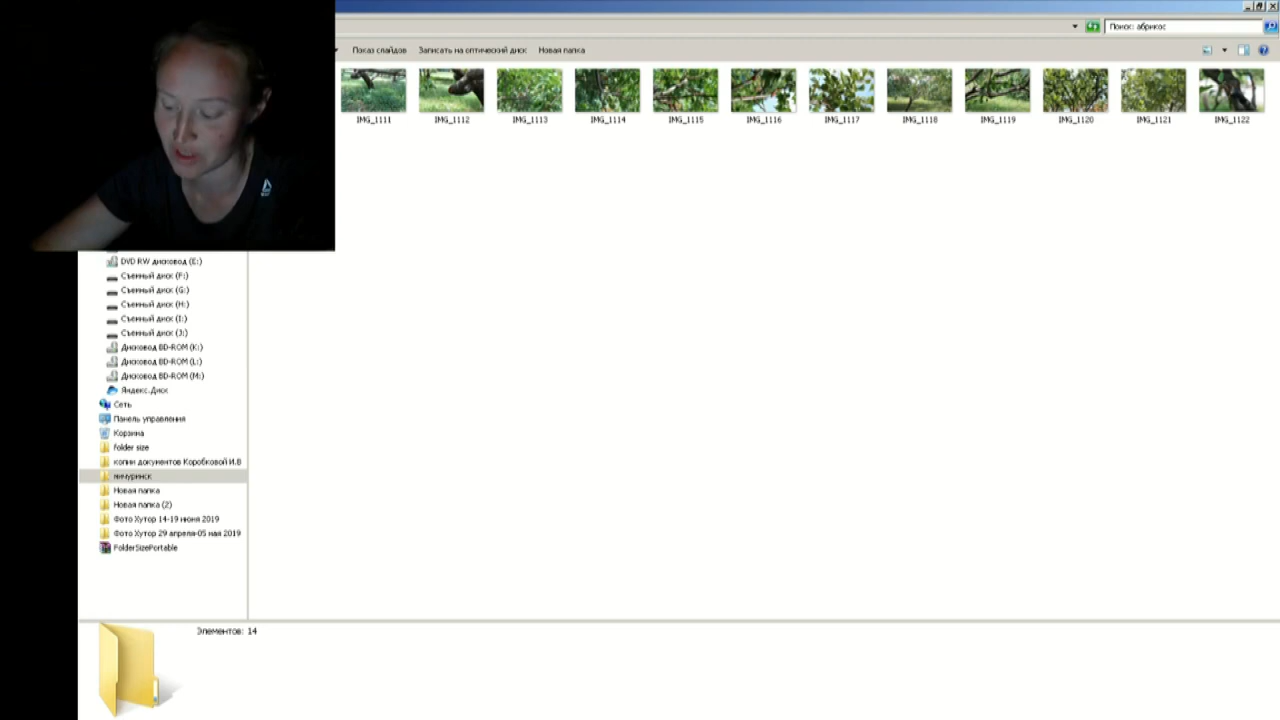 Поиск: абрикос
Показ слайдов Записать на оптический диск Новая папка
IMG_1111 IMG_1112 IMG_1113 IMG_1114 IMG_1115 IMG_1116 IMG_1117 IMG_1118 IMG_1119 IMG_1120 IMG_1121 IMG_1122
DVD RW дисковод (E:)
Съемный диск (F:)
Съемный диск (G:)
Съемный диск (H:)
Съемный диск (I:)
Съемный диск (J:)
Дисковод BD-ROM (K:)
Дисковод BD-ROM (L:)
Дисковод BD-ROM (M:)
Яндекс.Диск
Сеть
Панель управления
Корзина
folder size
копии документов Коробковой И.В
мичуринск
Новая папка
Новая папка (2)
Фото Хутор 14-19 июня 2019
Фото Хутор 29 апреля-05 мая 2019
FolderSizePortable
Элементов: 14